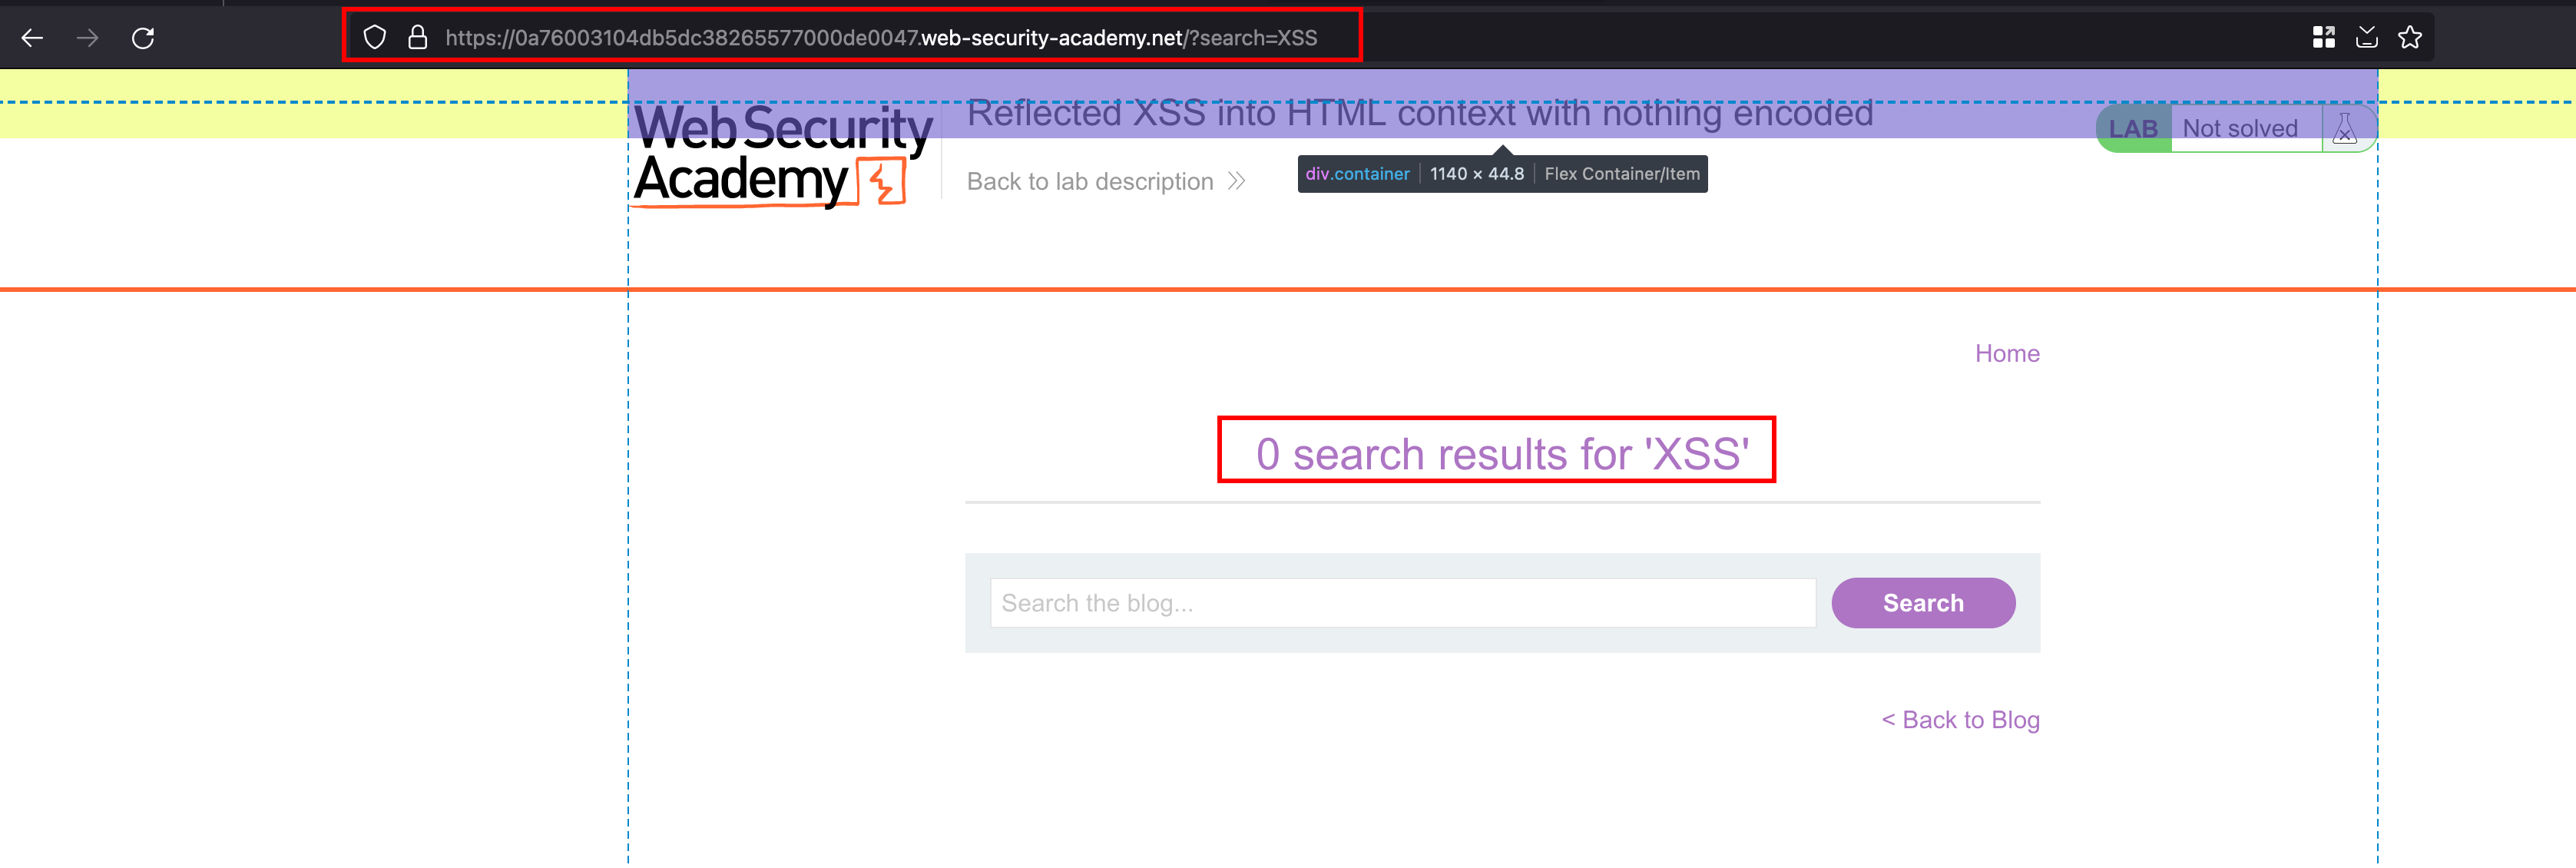 https://0a76003104db5dc38265577000de0047.web-security-academy.net/?search=XSS
Web Security
Academy
Reflected XSS into HTML context with nothing encoded
Back to lab description
LAB Not solved
div.container 1140 × 44.8 Flex Container/Item
Home
0 search results for 'XSS'
Search the blog...
Search
< Back to Blog